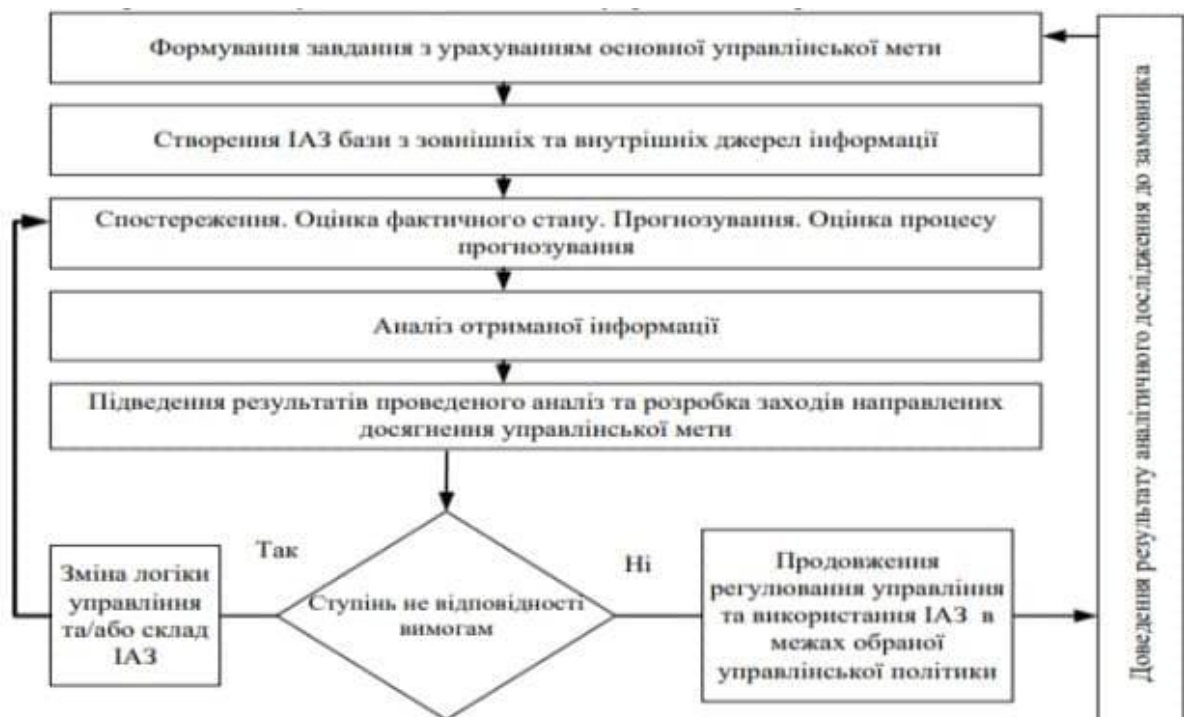 Формування завдання з урахуванням основної управлінської мети
Створення ІАЗ бази з зовнішніх та внутрішніх джерел інформації
Спостереження. Оцінка фактичного стану. Прогнозування. Оцінка процесу
прогнозування
Аналіз отриманої інформації
Підведення результатів проведеного аналіз та розробка заходів направлених
досягнення управлінської мети
Так
Ні
Зміна логіки
управління
та/або склад
ІАЗ
Ступінь не відповідності
вимогам
Продовження
регулювання управління
та використання ІАЗ в
межах обраної
управлінської політики
Доведення результату аналітичного дослідження до замовника